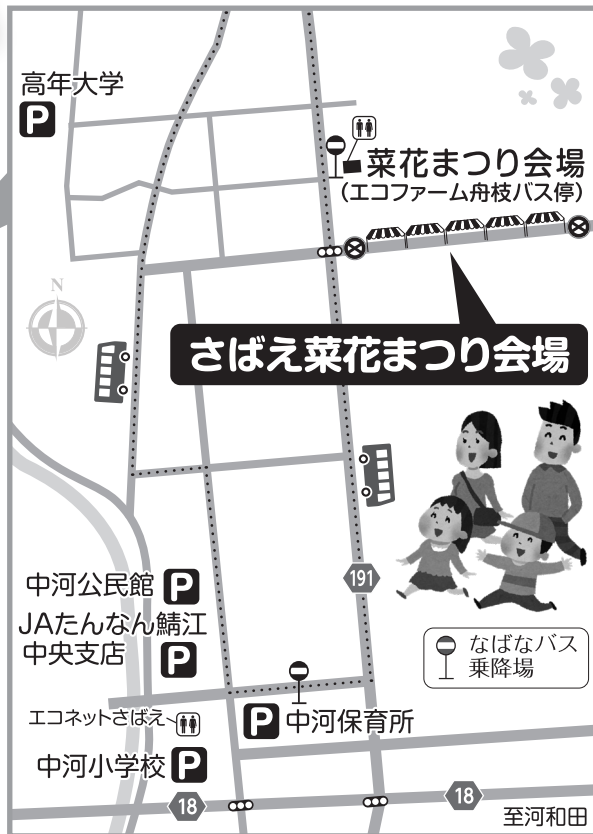 高年大学
P
菜花まつり会場
(エコファーム舟枝バス停)
N
さばえ菜花まつり会場
中河公民館 P
191
JAたんなん鯖江
中央支店 P
なばなバス
乗降場
エコネットさばえ
P 中河保育所
中河小学校 P
18
18
至河和田